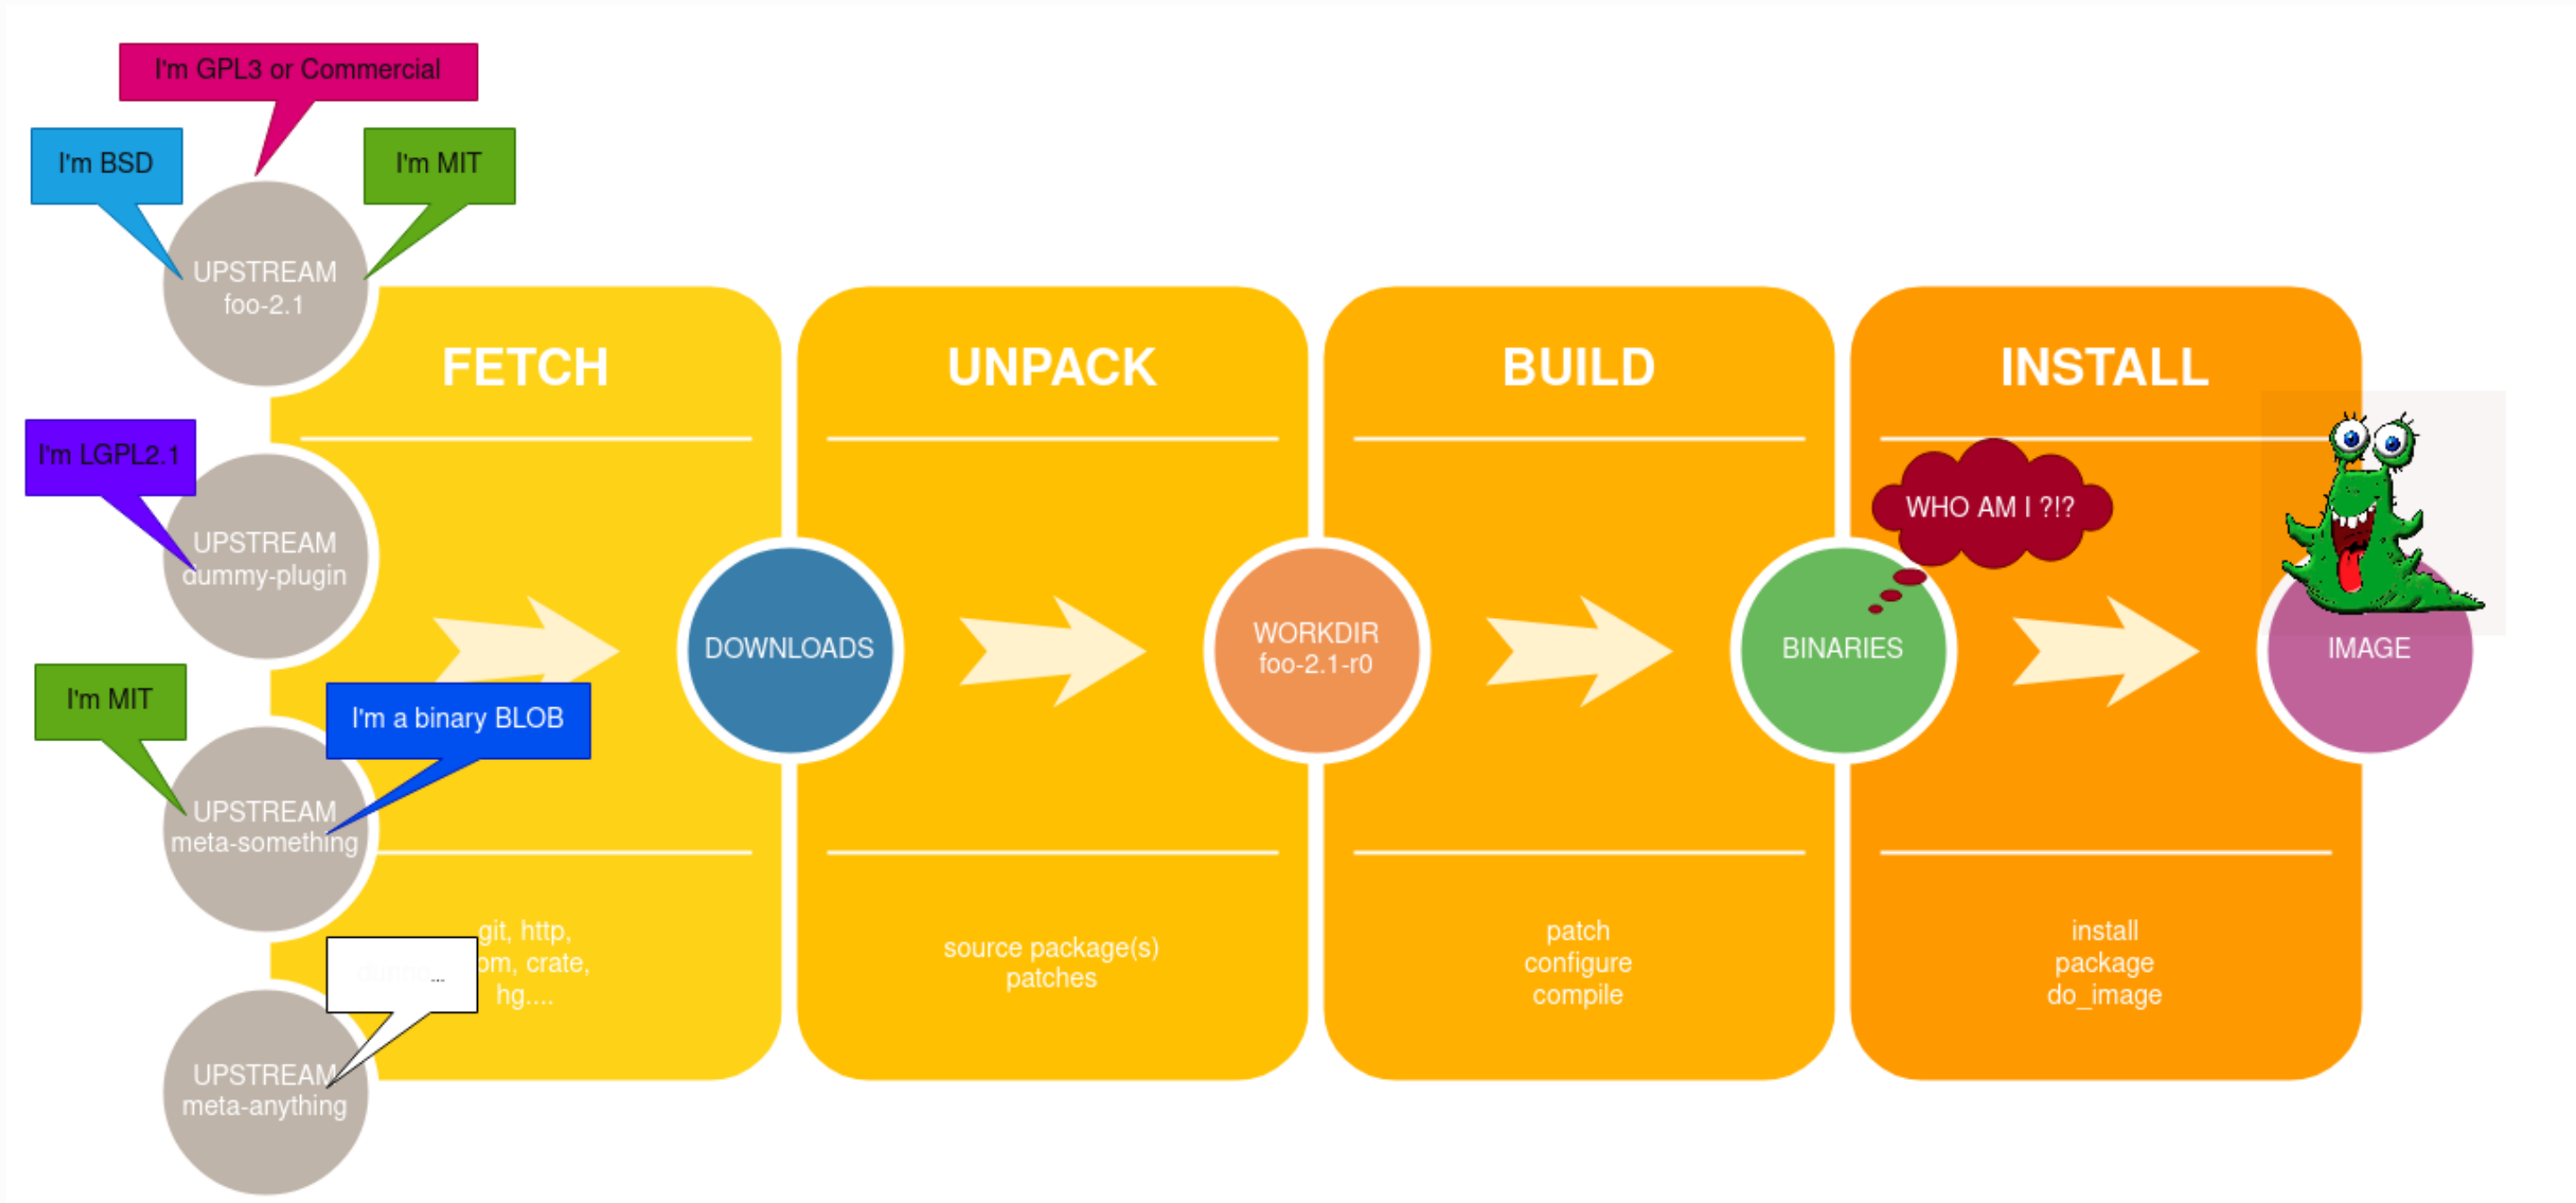 I'm GPL3 or Commercial
I'm BSD
I'm MIT
UPSTREAM
foo-2.1
FETCH
UNPACK
BUILD
INSTALL
I'm LGPL2.1
UPSTREAM
dummy-plugin
WHO AM I ?!?
DOWNLOADS
WORKDIR
foo-2.1-r0
BINARIES
IMAGE
I'm MIT
I'm a binary BLOB
UPSTREAM
meta-something
git, http,
crate,
hg....
source package(s)
patches
patch
configure
compile
install
package
do_image
...
UPSTREAM
meta-anything